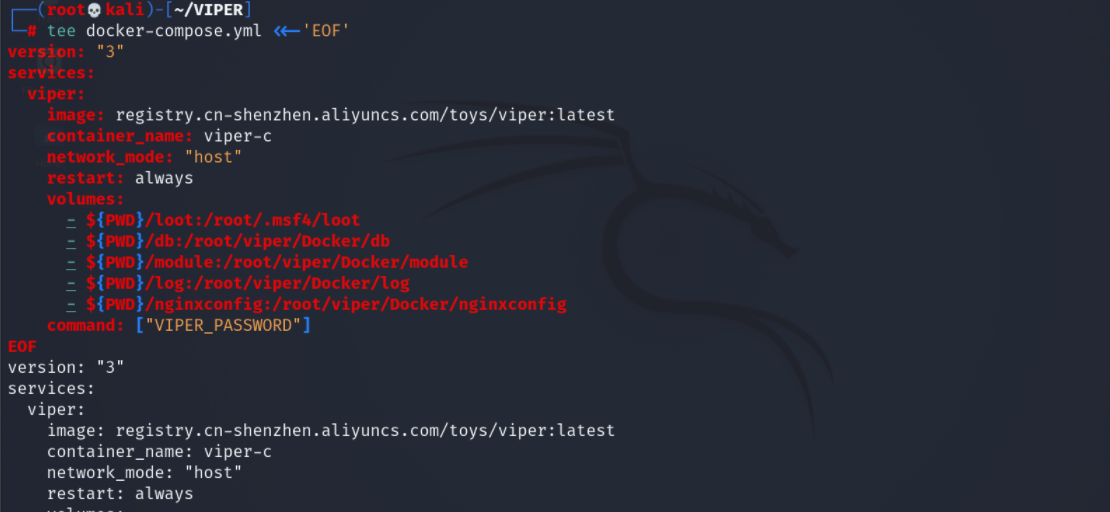 ┌──(root💀kali)-[~/VIPER]
└─# tee docker-compose.yml <<-'EOF'
version: "3"
services:
  viper:
    image: registry.cn-shenzhen.aliyuncs.com/toys/viper:latest
    container_name: viper-c
    network_mode: "host"
    restart: always
    volumes:
      - ${PWD}/loot:/root/.msf4/loot
      - ${PWD}/db:/root/viper/Docker/db
      - ${PWD}/module:/root/viper/Docker/module
      - ${PWD}/log:/root/viper/Docker/log
      - ${PWD}/nginxconfig:/root/viper/Docker/nginxconfig
    command: ["VIPER_PASSWORD"]
EOF
version: "3"
services:
  viper:
    image: registry.cn-shenzhen.aliyuncs.com/toys/viper:latest
    container_name: viper-c
    network_mode: "host"
    restart: always